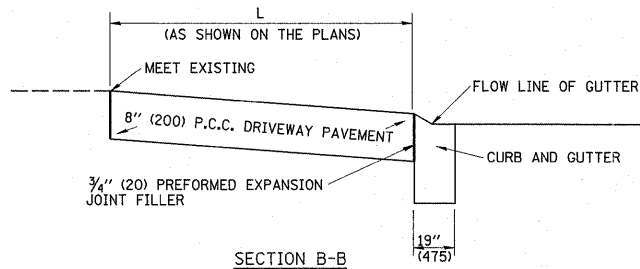 L
(AS SHOWN ON THE PLANS)
MEET EXISTING
FLOW LINE OF GUTTER
8" (200) P.C.C. DRIVEWAY PAVEMENT
CURB AND GUTTER
3/4" (20) PREFORMED EXPANSION
JOINT FILLER
19"
(475)
SECTION B-B